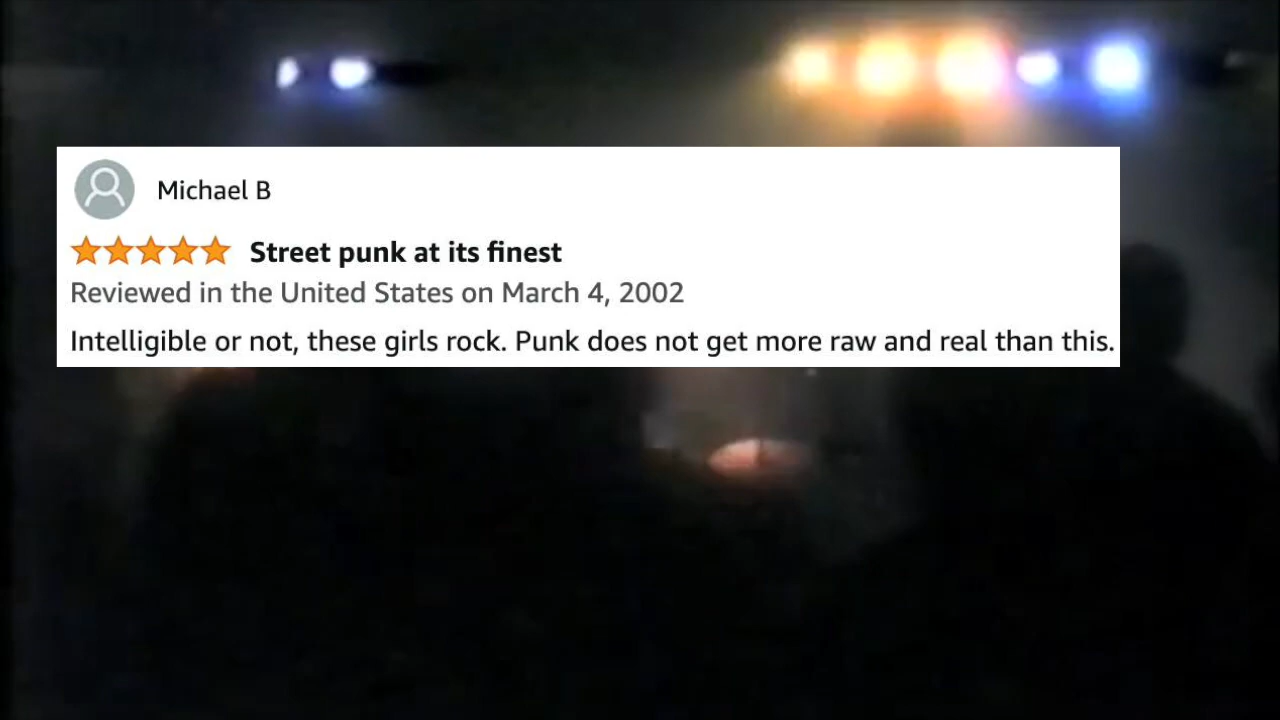 Michael B
Street punk at its finest
Reviewed in the United States on March 4, 2002
Intelligible or not, these girls rock. Punk does not get more raw and real than this.